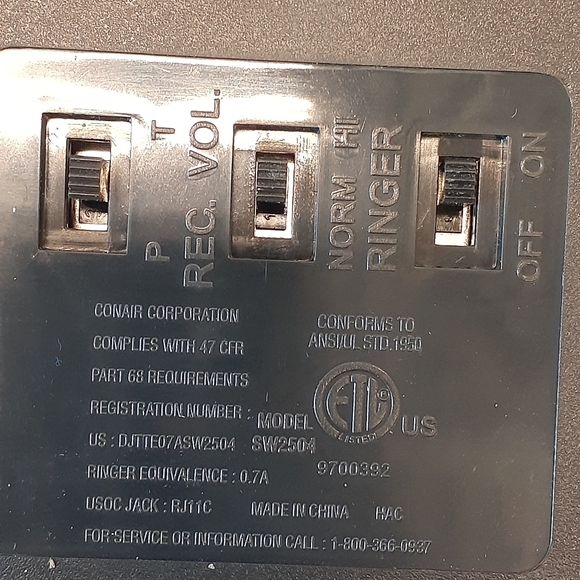 T
P
REC. VOL.
NORM HI
RINGER
OFF ON
CONAIR CORPORATION
COMPLIES WITH 47 CFR
PART 68 REQUIREMENTS
REGISTRATION NUMBER :
US : DJTTE07ASW2504
RINGER EQUIVALENCE : 0.7A
USOC JACK : RJ11C
MADE IN CHINA HAC
FOR SERVICE OR INFORMATION CALL : 1-800-366-0937
CONFORMS TO
ANSI/UL STD.1950
MODEL
SW2504
ETL
LISTED
US
9700392